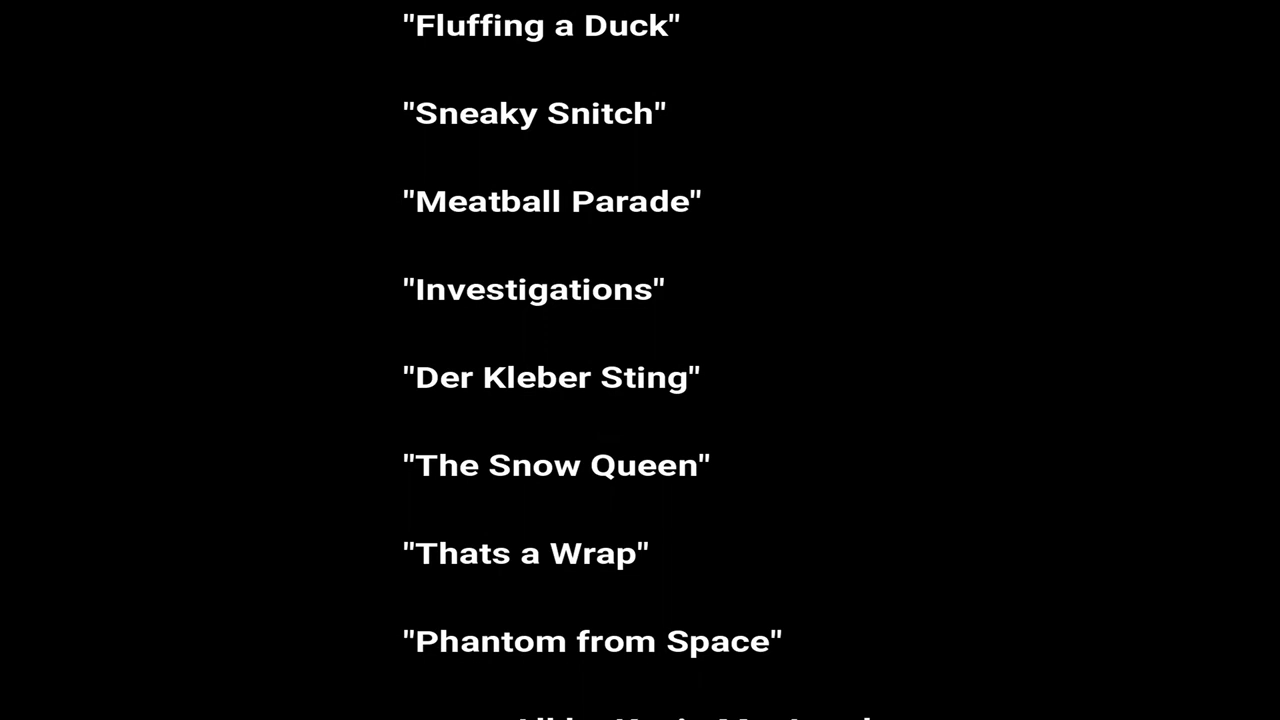 "Fluffing a Duck"
"Sneaky Snitch"
"Meatball Parade"
"Investigations"
"Der Kleber Sting"
"The Snow Queen"
"Thats a Wrap"
"Phantom from Space"